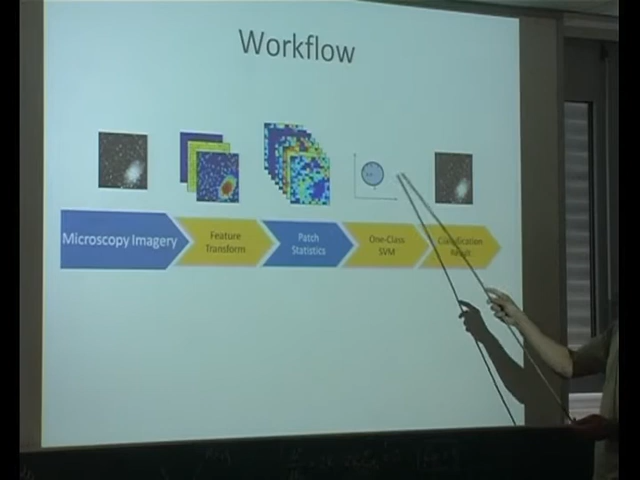 Workflow
Microscopy Imagery
Feature
Transform
Patch
Statistics
One-Class
SVM
Classification
Result